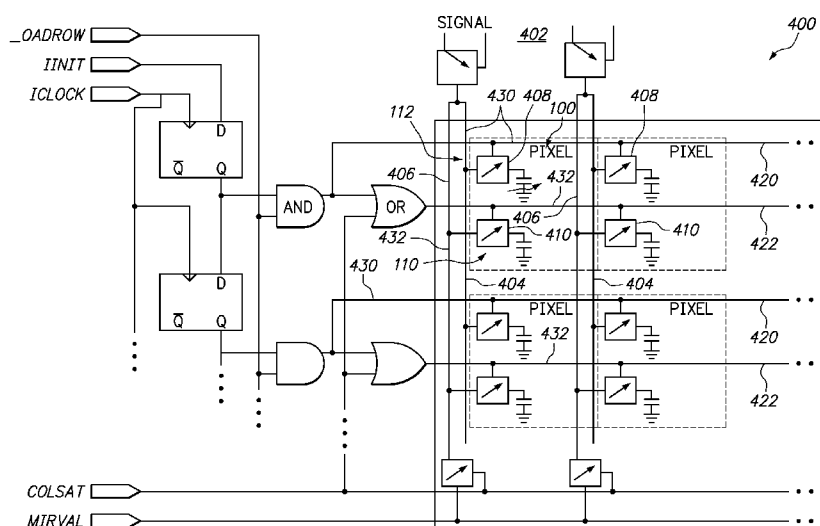 SIGNAL
402
400
_OADROW
IINIT
ICLOCK
430 408
100
408
112
PIXEL
PIXEL
406
420
D
Q̅ Q
432
AND
OR
406
422
432
410
410
110
430
404
404
D
Q̅ Q
PIXEL
PIXEL
420
432
422
COLSAT
MIRVAL